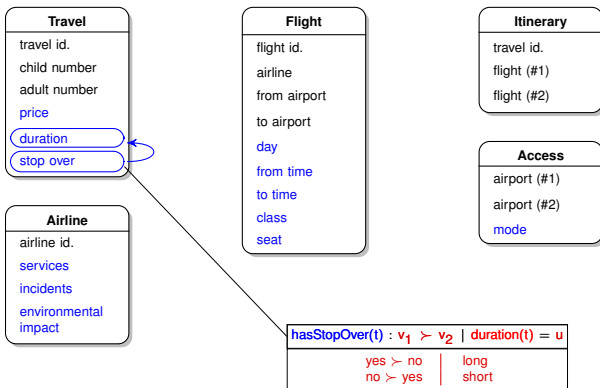 Travel
travel id.
child number
adult number
price
duration
stop over
Airline
airline id.
services
incidents
environmental
impact
Flight
flight id.
airline
from airport
to airport
day
from time
to time
class
seat
Itinerary
travel id.
flight (#1)
flight (#2)
Access
airport (#1)
airport (#2)
mode
hasStopOver(t) : v₁ ≻ v₂ | duration(t) = u
yes ≻ no | long
no ≻ yes | short